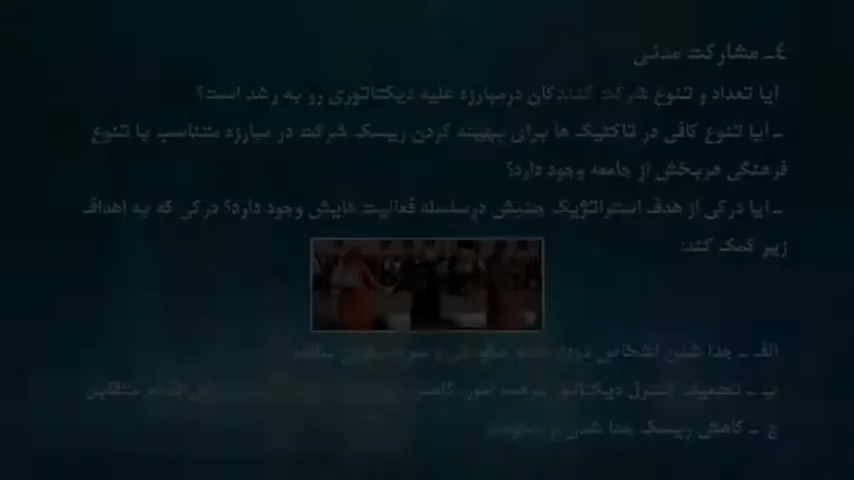 ٤ـ مشارکت مدنی
آیا تعداد و تنوع شرکت کنندگان درمبارزه علیه دیکتاتوری رو به رشد است؟
ـ آیا تنوع کافی در تاکتیک ها برای بهینه کردن ریسک شرکت در مبارزه متناسب با تنوع
فرهنگی هربخش از جامعه وجود دارد؟
ـ آیا درکی از هدف استراتژیک جنبش درسلسله فعالیت هایش وجود دارد؟ درکی که به اهداف
زیر کمک کند:
الف ـ جدا شدن اشخاص
ب ـ تضعیف کنترل
ج ـ کاهش ریسک جدا شدن از